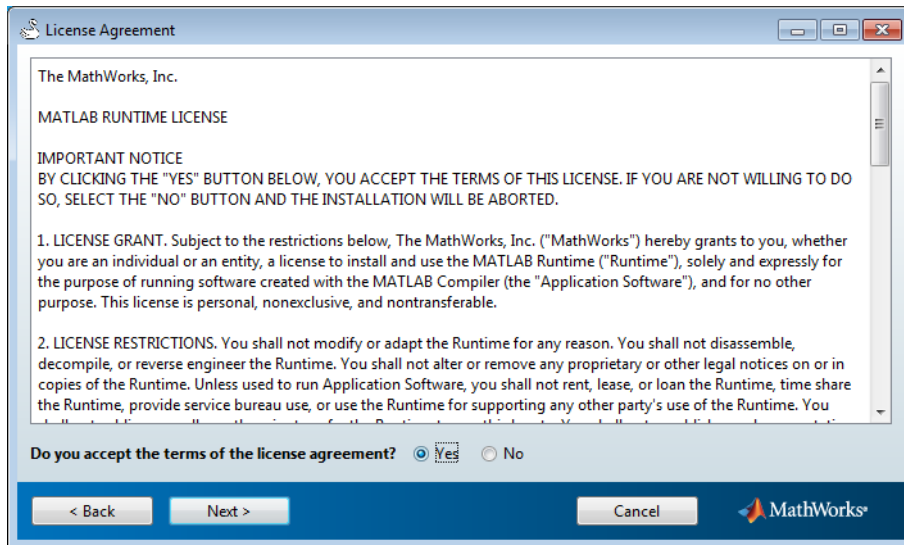 License Agreement
The MathWorks, Inc.
MATLAB RUNTIME LICENSE
IMPORTANT NOTICE
BY CLICKING THE "YES" BUTTON BELOW, YOU ACCEPT THE TERMS OF THIS LICENSE. IF YOU ARE NOT WILLING TO DO
SO, SELECT THE "NO" BUTTON AND THE INSTALLATION WILL BE ABORTED.
1. LICENSE GRANT. Subject to the restrictions below, The MathWorks, Inc. ("MathWorks") hereby grants to you, whether
you are an individual or an entity, a license to install and use the MATLAB Runtime ("Runtime"), solely and expressly for
the purpose of running software created with the MATLAB Compiler (the "Application Software"), and for no other
purpose. This license is personal, nonexclusive, and nontransferable.
2. LICENSE RESTRICTIONS. You shall not modify or adapt the Runtime for any reason. You shall not disassemble,
decompile, or reverse engineer the Runtime. You shall not alter or remove any proprietary or other legal notices on or in
copies of the Runtime. Unless used to run Application Software, you shall not rent, lease, or loan the Runtime, time share
the Runtime, provide service bureau use, or use the Runtime for supporting any other party's use of the Runtime. You
Do you accept the terms of the license agreement? Yes No
< Back Next > Cancel MathWorks®